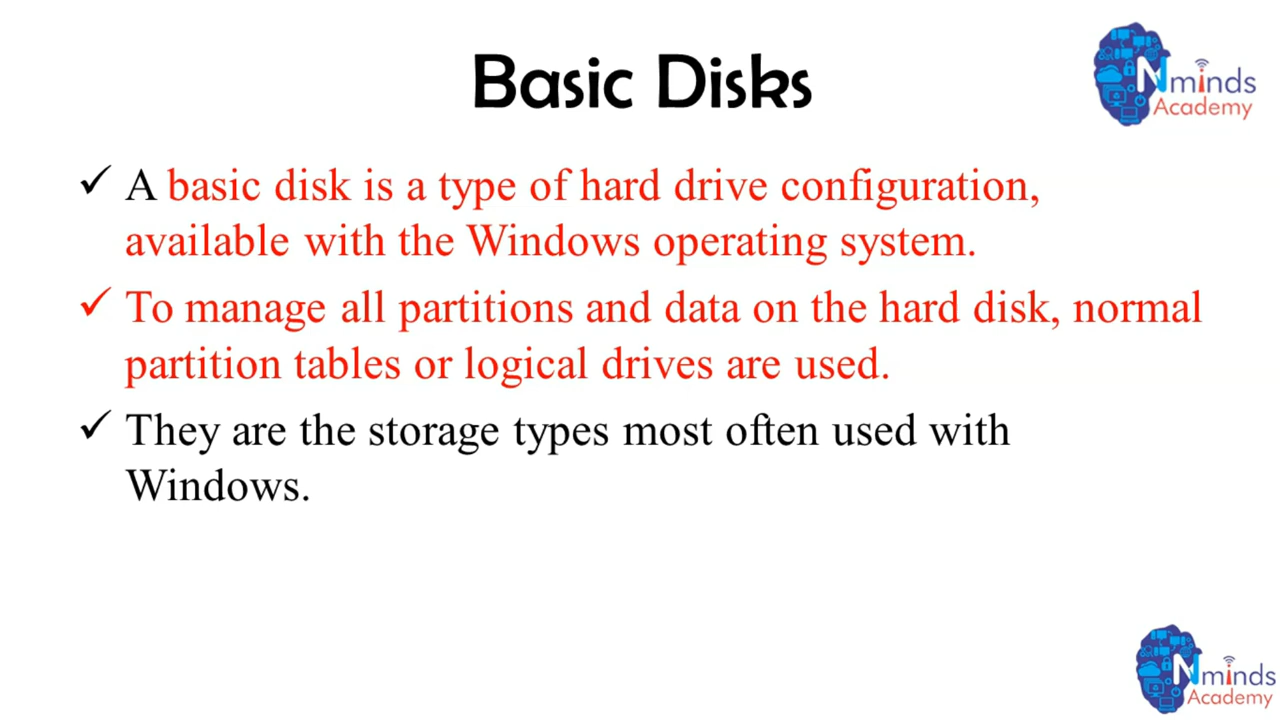 Basic Disks
Nminds
Academy
✓ A basic disk is a type of hard drive configuration,
available with the Windows operating system.
✓ To manage all partitions and data on the hard disk, normal
partition tables or logical drives are used.
✓ They are the storage types most often used with
Windows.
Nminds
Academy